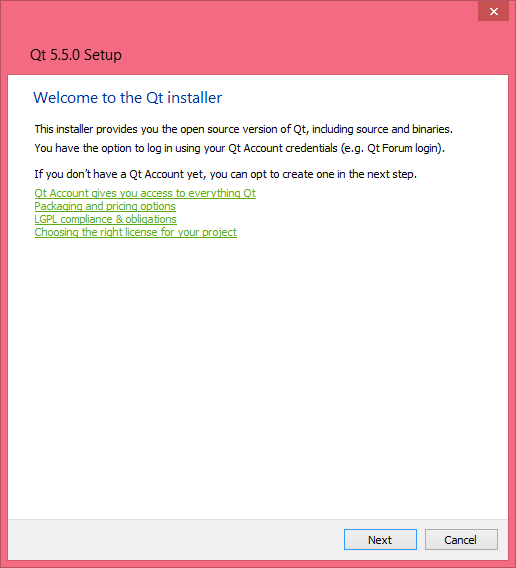 Qt 5.5.0 Setup
Welcome to the Qt installer
This installer provides you the open source version of Qt, including source and binaries.
You have the option to log in using your Qt Account credentials (e.g. Qt Forum login).
If you don't have a Qt Account yet, you can opt to create one in the next step.
Qt Account gives you access to everything Qt
Packaging and pricing options
LGPL compliance & obligations
Choosing the right license for your project
Next
Cancel